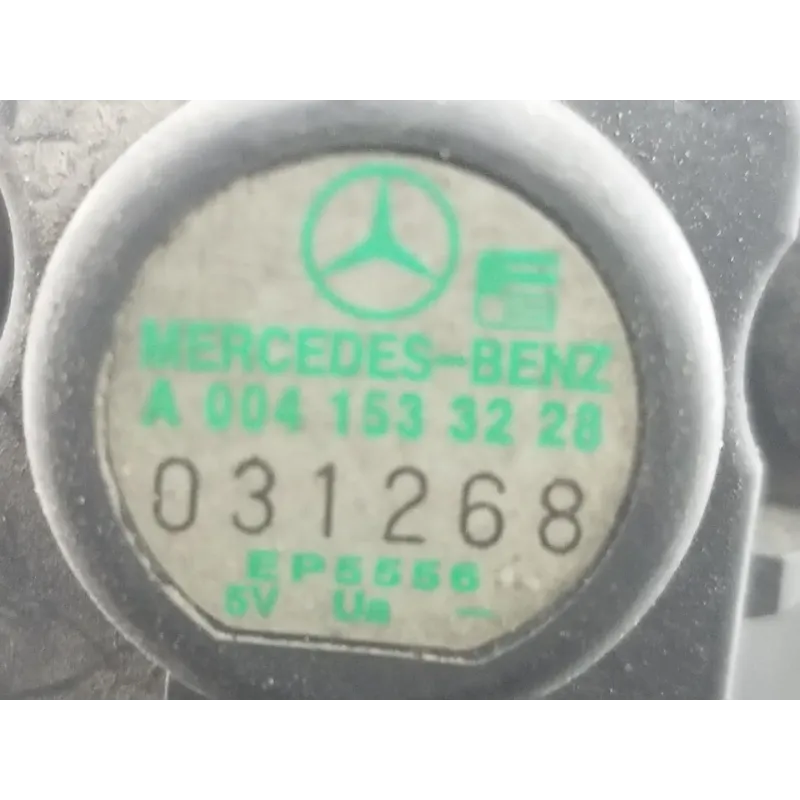 MERCEDES-BENZ
A 004 153 32 28
031268
EP5556
5V Us –